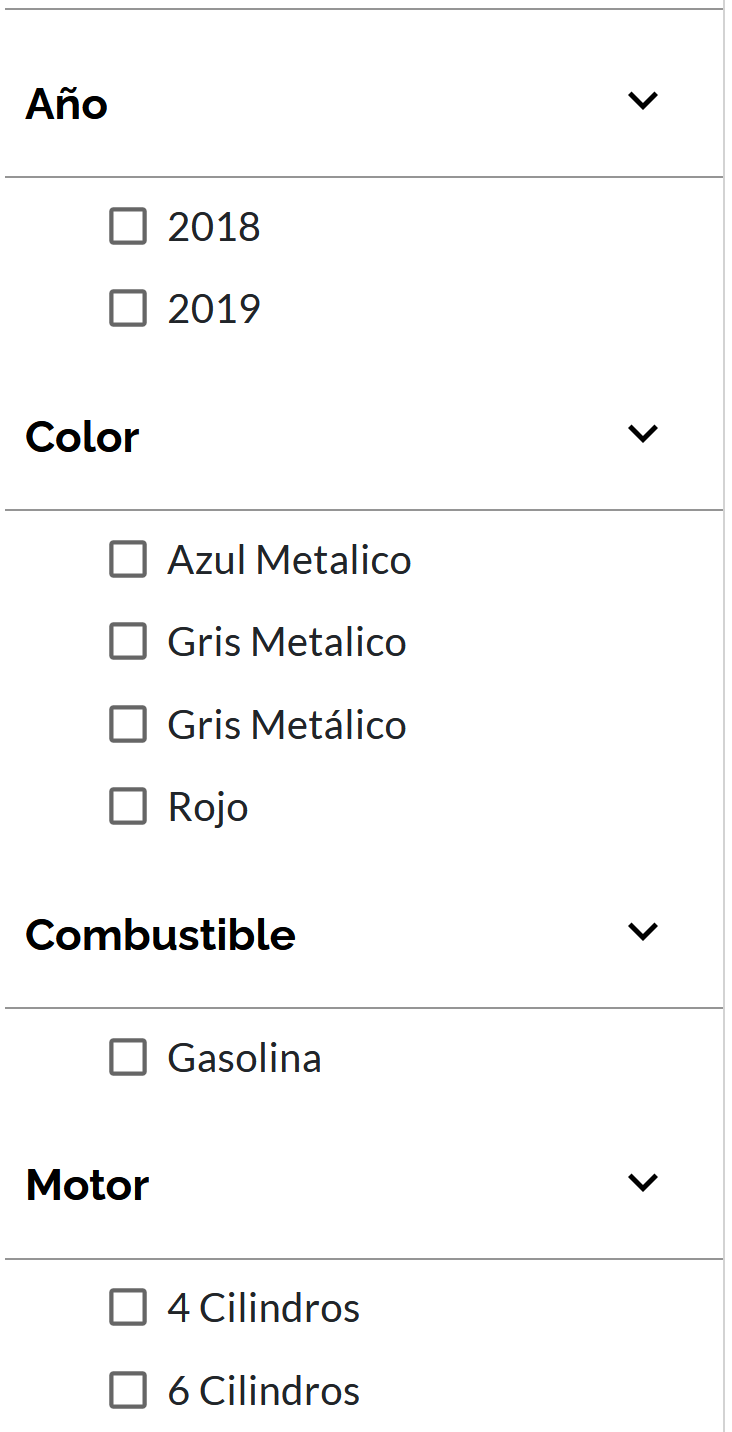 Año
2018
2019
Color
Azul Metalico
Gris Metalico
Gris Metálico
Rojo
Combustible
Gasolina
Motor
4 Cilindros
6 Cilindros